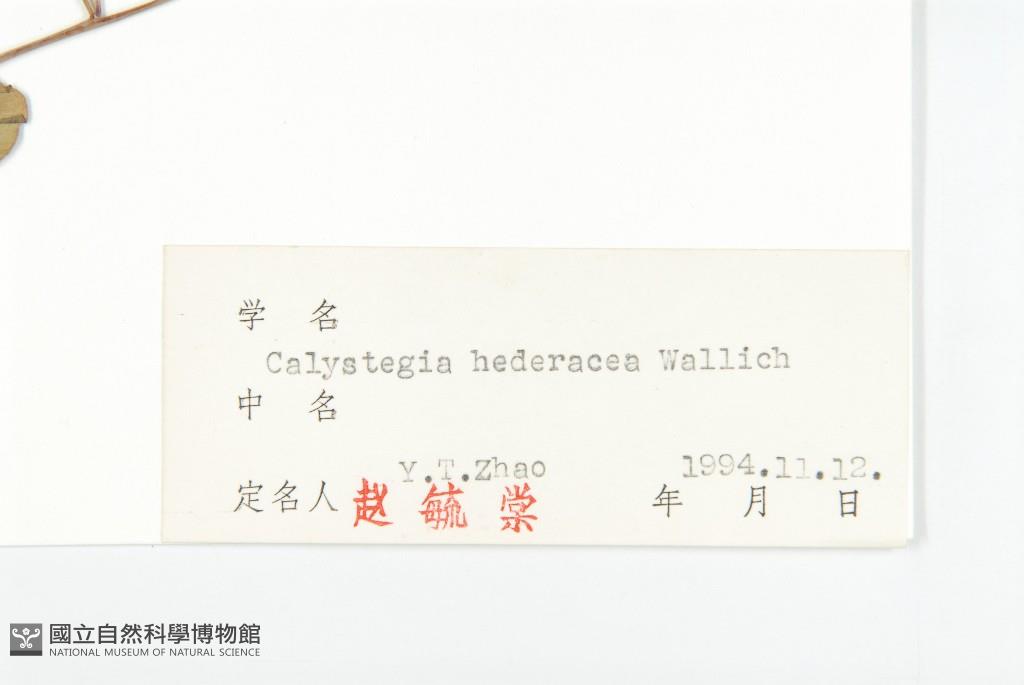 学 名
Calystegia hederacea Wallich
中 名
Y.T.Zhao 1994.11.12.
定名人 赵 毓 棠 年 月 日
國立自然科學博物館
NATIONAL MUSEUM OF NATURAL SCIENCE